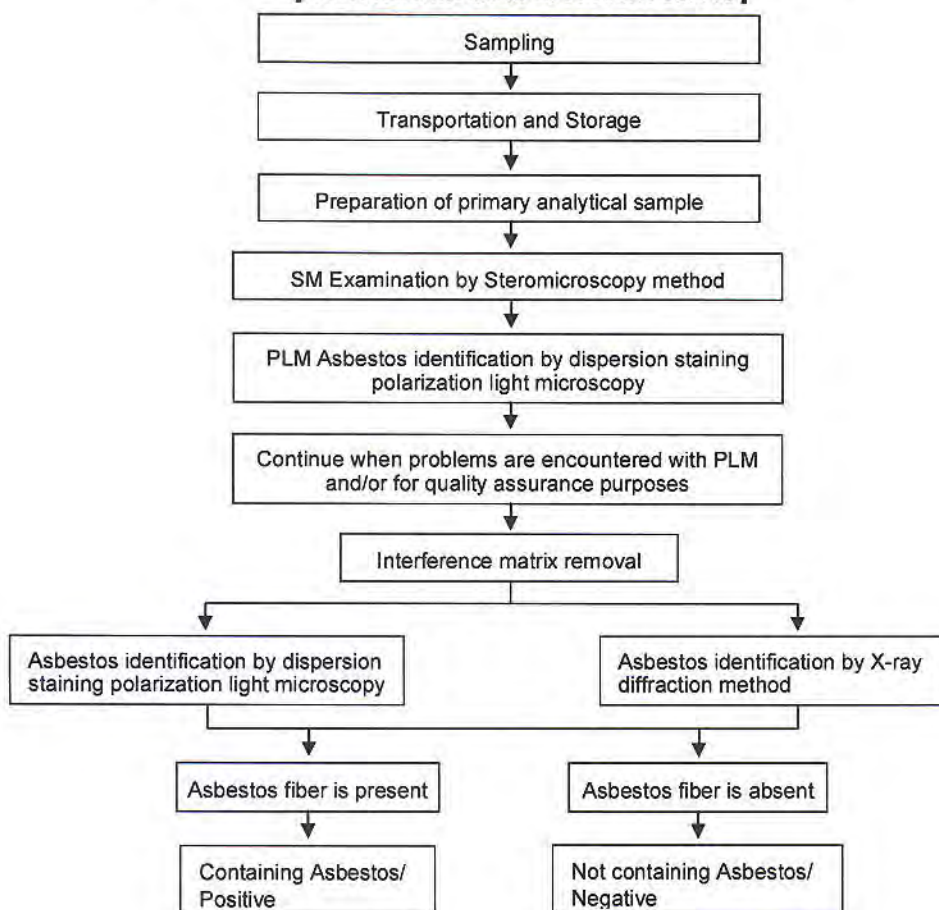 Sampling
Transportation and Storage
Preparation of primary analytical sample
SM Examination by Steromicroscopy method
PLM Asbestos identification by dispersion staining
polarization light microscopy
Continue when problems are encountered with PLM
and/or for quality assurance purposes
Interference matrix removal
Asbestos identification by dispersion
staining polarization light microscopy
Asbestos identification by X-ray
diffraction method
Asbestos fiber is present
Asbestos fiber is absent
Containing Asbestos/
Positive
Not containing Asbestos/
Negative